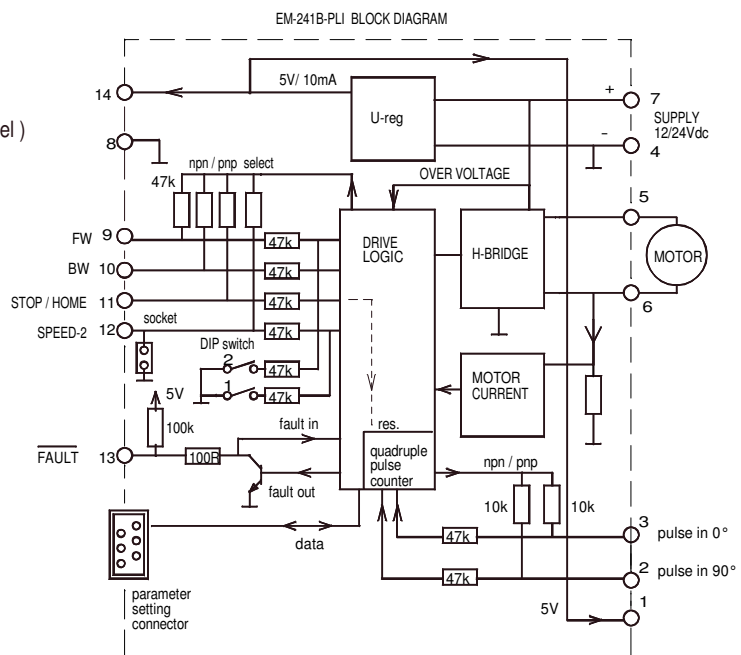 EM-241B-PLI BLOCK DIAGRAM
14
5V/ 10mA
U-reg
+
7
SUPPLY
12/24Vdc
-
4
el )
8
npn / pnp select
47k
OVER VOLTAGE
5
DRIVE
LOGIC
H-BRIDGE
MOTOR
6
FW 9
47k
BW 10
47k
STOP / HOME 11
47k
SPEED-2 12
47k
socket
DIP switch
2
47k
1
47k
MOTOR
CURRENT
5V
100k
fault in
res.
FAULT 13
100R
quadruple
pulse
counter
fault out
npn / pnp
10k
10k
3 pulse in 0°
47k
data
2 pulse in 90°
47k
1
5V
parameter
setting
connector